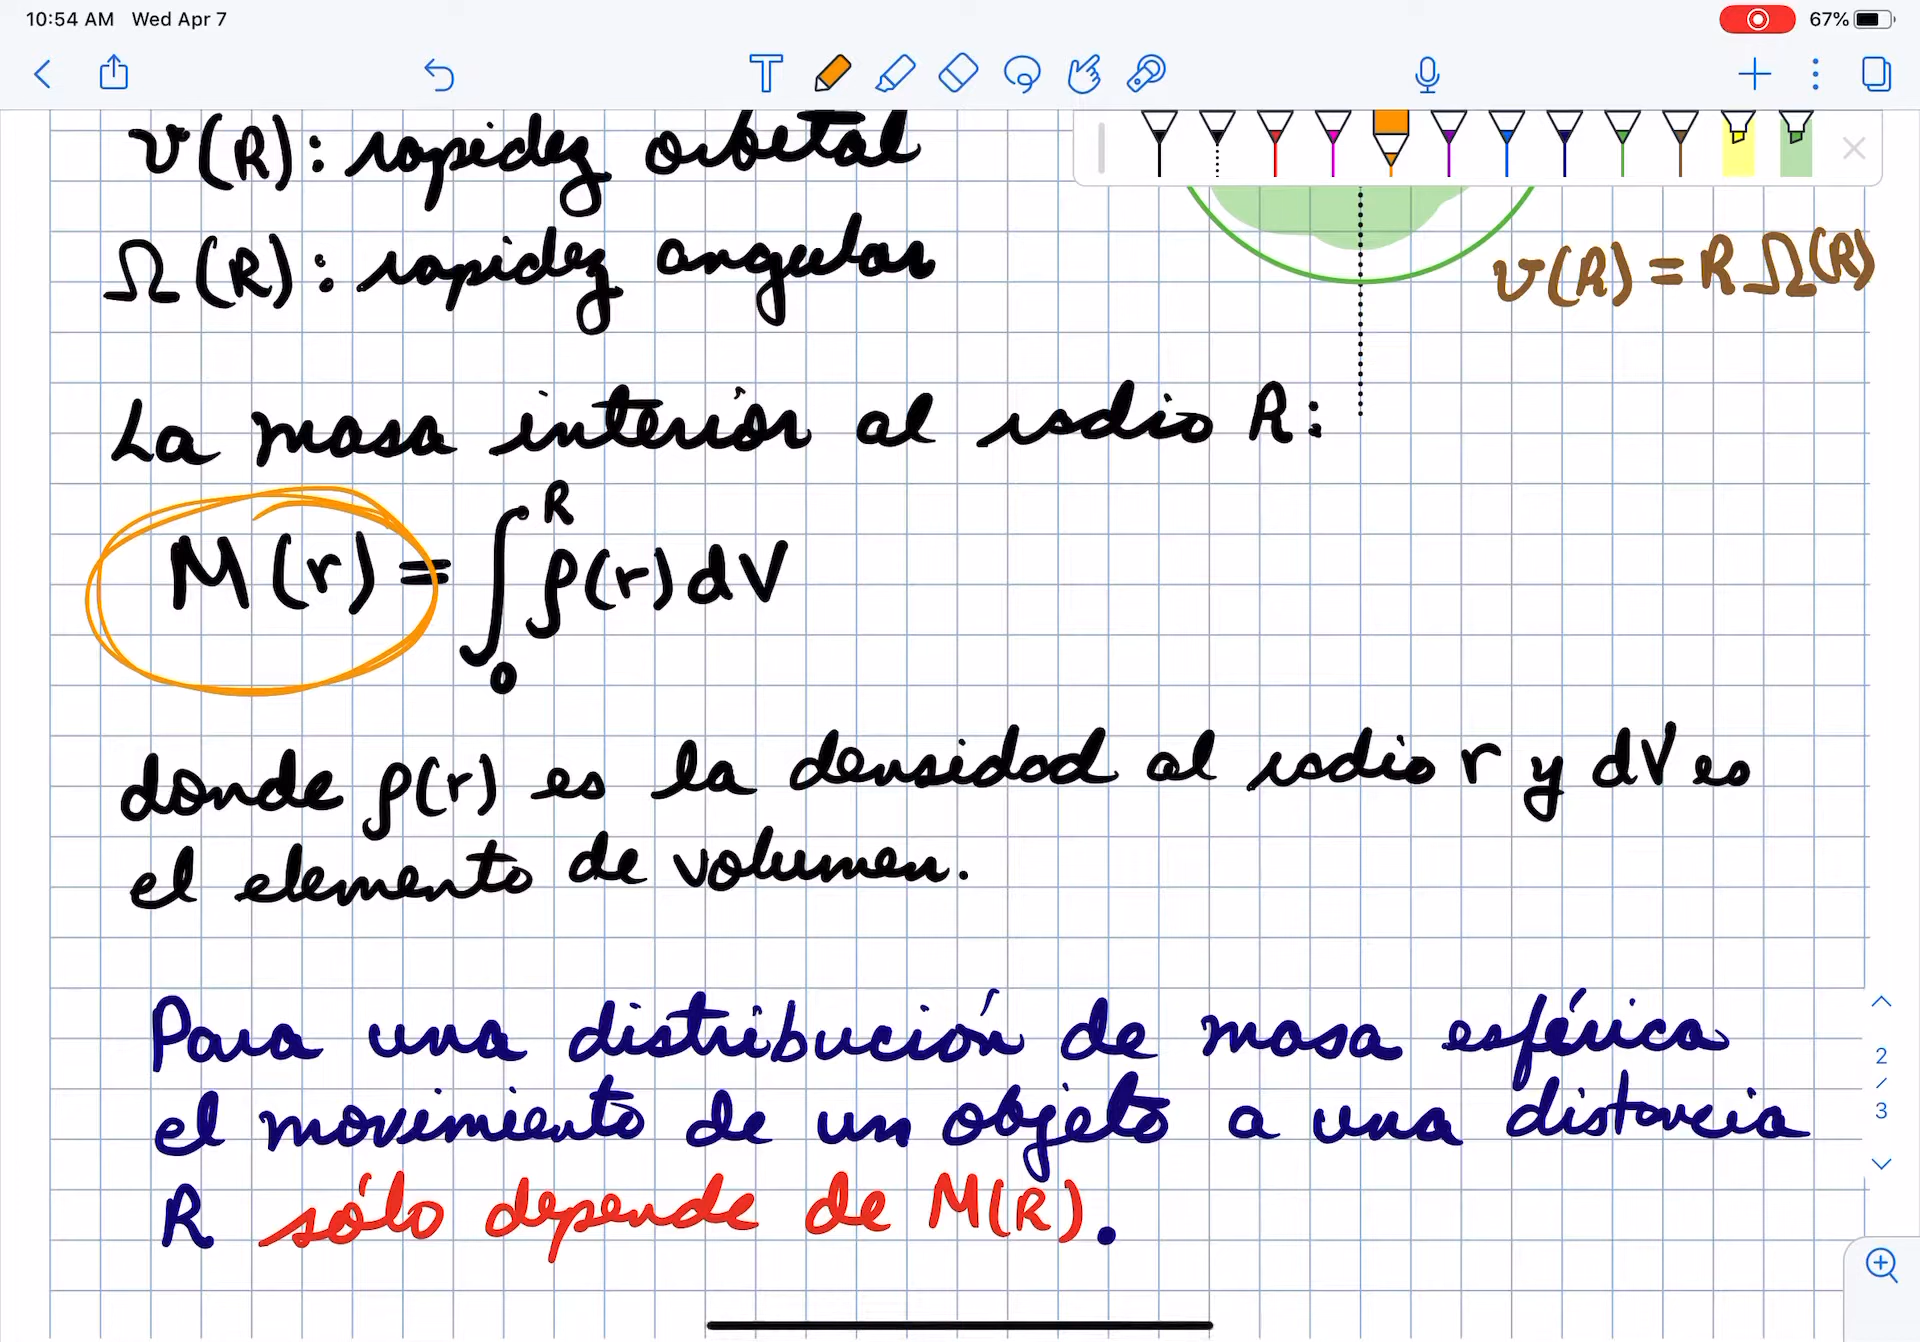 10:54 AM Wed Apr 7
67%
v(R): rapidez orbital
Ω(R): rapidez angular
v(R) = R Ω(R)
La masa interior al radio R:
M(r) = ∫₀ᴿ ρ(r) dV
donde ρ(r) es la densidad al radio r y dV es
el elemento de volumen.
Para una distribución de masa esférica
el movimiento de un objeto a una distancia
R sólo depende de M(R).
2
/
3